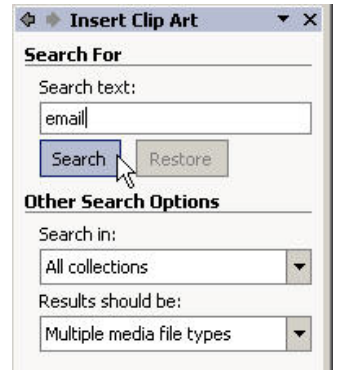 Insert Clip Art
Search For
Search text:
email
Search Restore
Other Search Options
Search in:
All collections
Results should be:
Multiple media file types